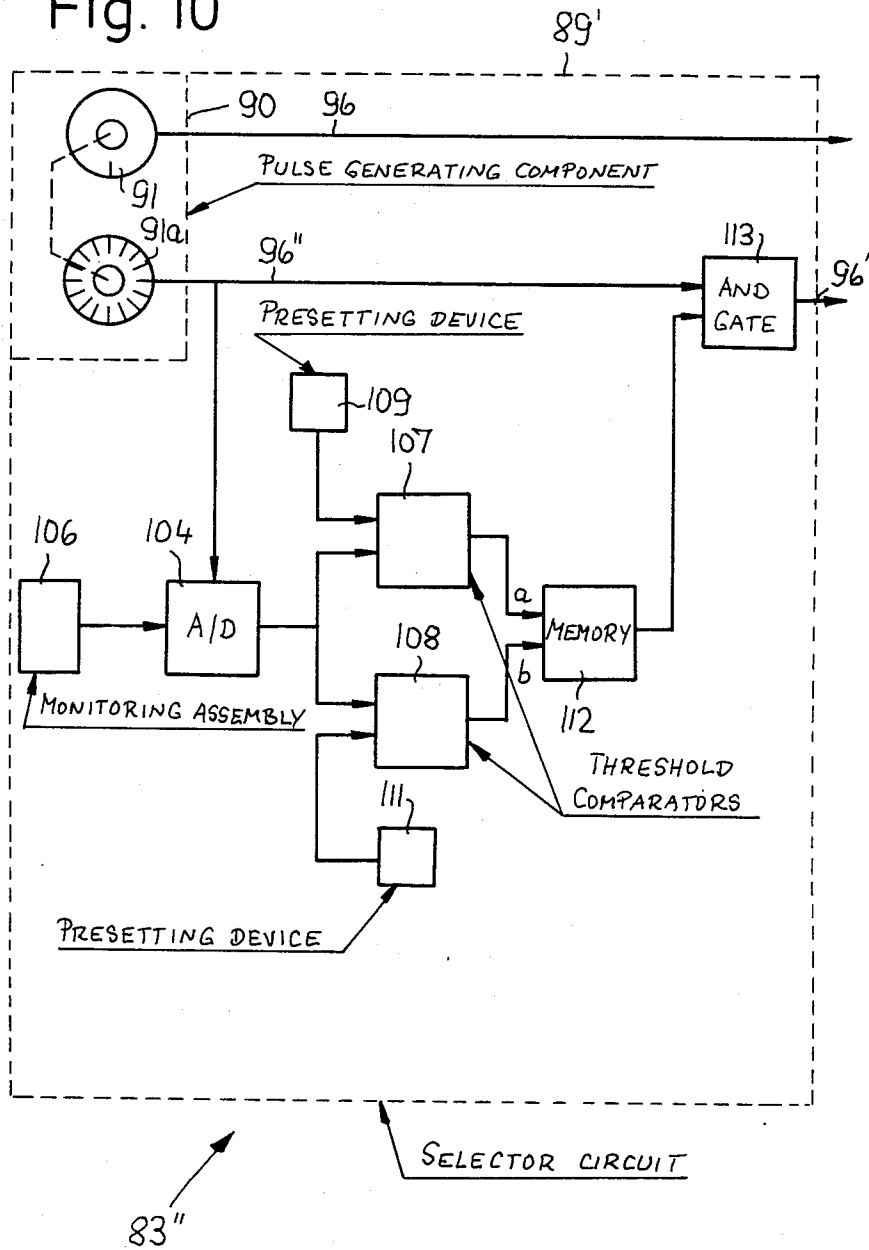 Fig. 10
89'
90
96
91
PULSE GENERATING COMPONENT
91a
96"
113
96'
AND
GATE
PRESETTING DEVICE
109
107
106
104
A/D
a
MEMORY
108
b
112
MONITORING ASSEMBLY
THRESHOLD
COMPARATORS
111
PRESETTING DEVICE
SELECTOR CIRCUIT
83"